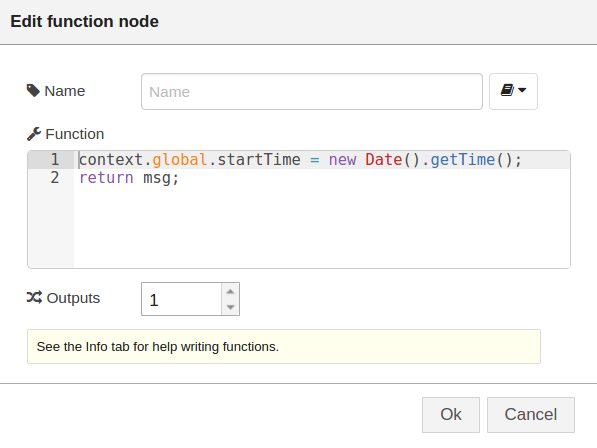 Edit function node
Name
Name
Function
1 context.global.startTime = new Date().getTime();
2 return msg;
Outputs
1
See the Info tab for help writing functions.
Ok Cancel